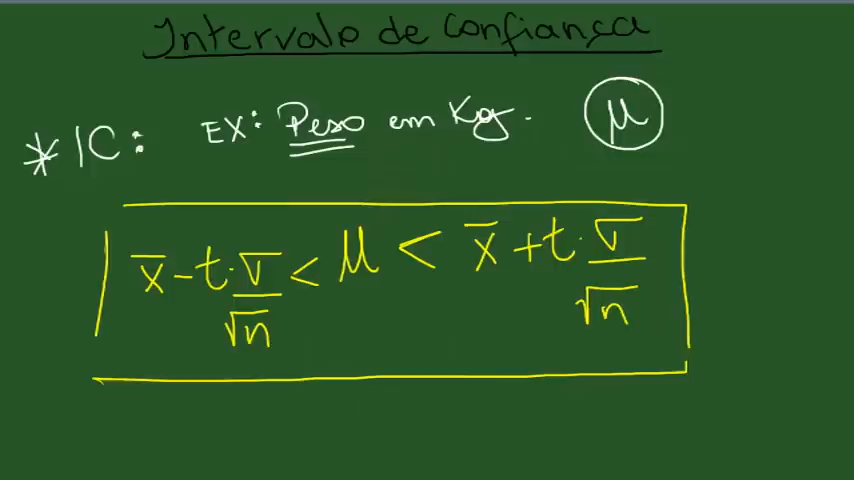 Intervalo de confiança
* IC: EX: Peso em Kg. μ
x̄ - t. σ/√n < μ < x̄ + t. σ/√n